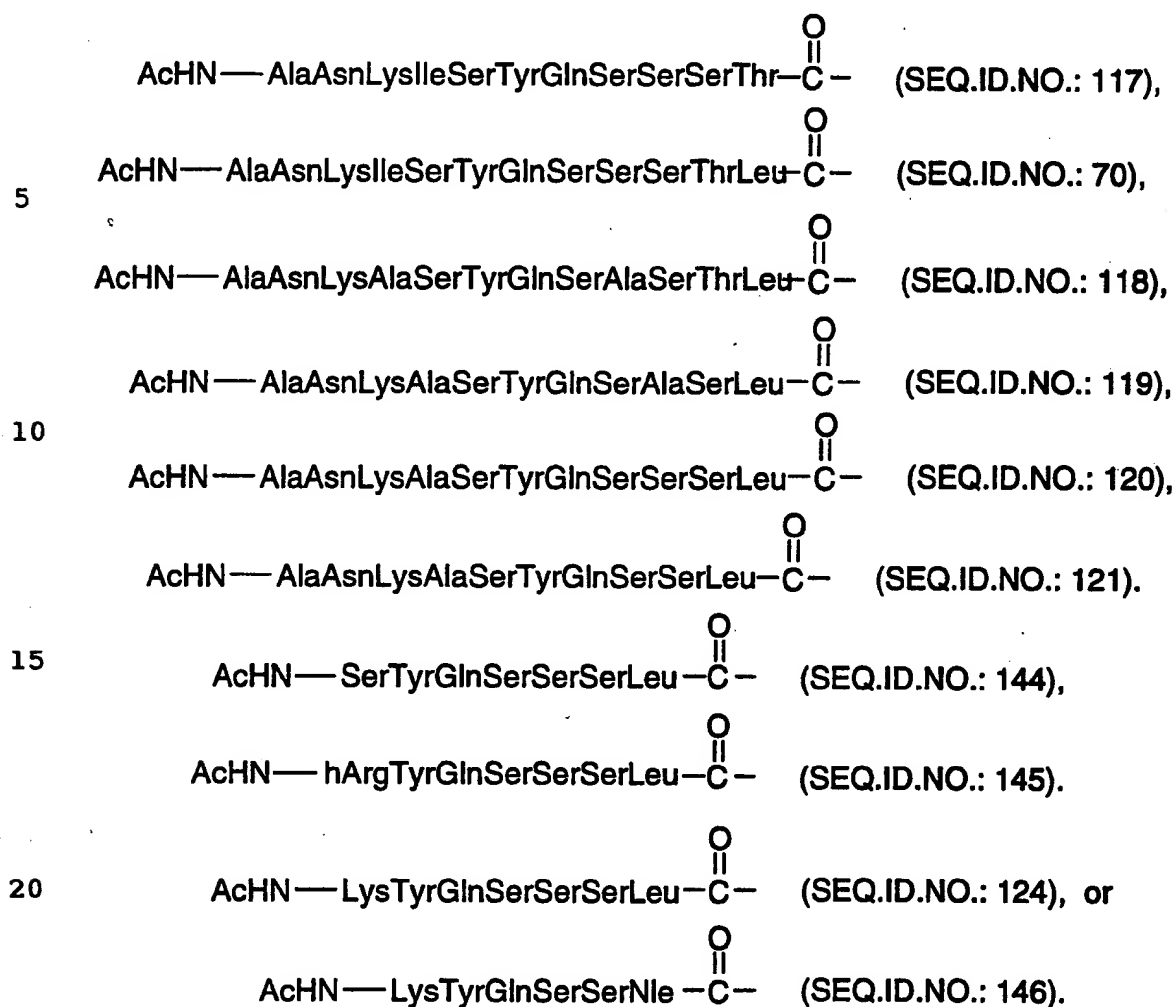 O
||
AcHN — AlaAsnLysIleSerTyrGlnSerSerSerThr–C– (SEQ.ID.NO.: 117),
O
||
5 AcHN — AlaAsnLysIleSerTyrGlnSerSerSerThrLeu–C– (SEQ.ID.NO.: 70),
O
||
AcHN — AlaAsnLysAlaSerTyrGlnSerAlaSerThrLeu–C– (SEQ.ID.NO.: 118),
O
||
AcHN — AlaAsnLysAlaSerTyrGlnSerAlaSerLeu–C– (SEQ.ID.NO.: 119),
10 O
||
AcHN — AlaAsnLysAlaSerTyrGlnSerSerSerLeu–C– (SEQ.ID.NO.: 120),
O
||
AcHN — AlaAsnLysAlaSerTyrGlnSerSerLeu–C– (SEQ.ID.NO.: 121).
O
15 ||
AcHN — SerTyrGlnSerSerSerLeu–C– (SEQ.ID.NO.: 144),
O
||
AcHN — hArgTyrGlnSerSerSerLeu–C– (SEQ.ID.NO.: 145).
O
||
20 AcHN — LysTyrGlnSerSerSerLeu–C– (SEQ.ID.NO.: 124), or
O
||
AcHN — LysTyrGlnSerSerNle –C– (SEQ.ID.NO.: 146).